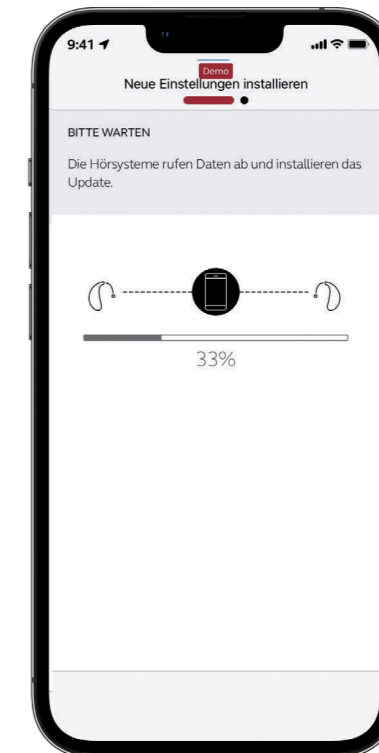 9:41
Demo
Neue Einstellungen installieren
BITTE WARTEN
Die Hörsysteme rufen Daten ab und installieren das
Update.
33%